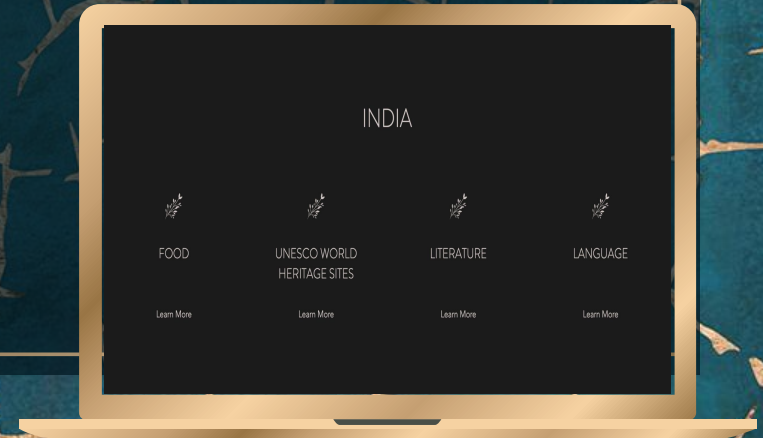 INDIA
FOOD
UNESCO WORLD
HERITAGE SITES
LITERATURE
LANGUAGE
Learn More
Learn More
Learn More
Learn More